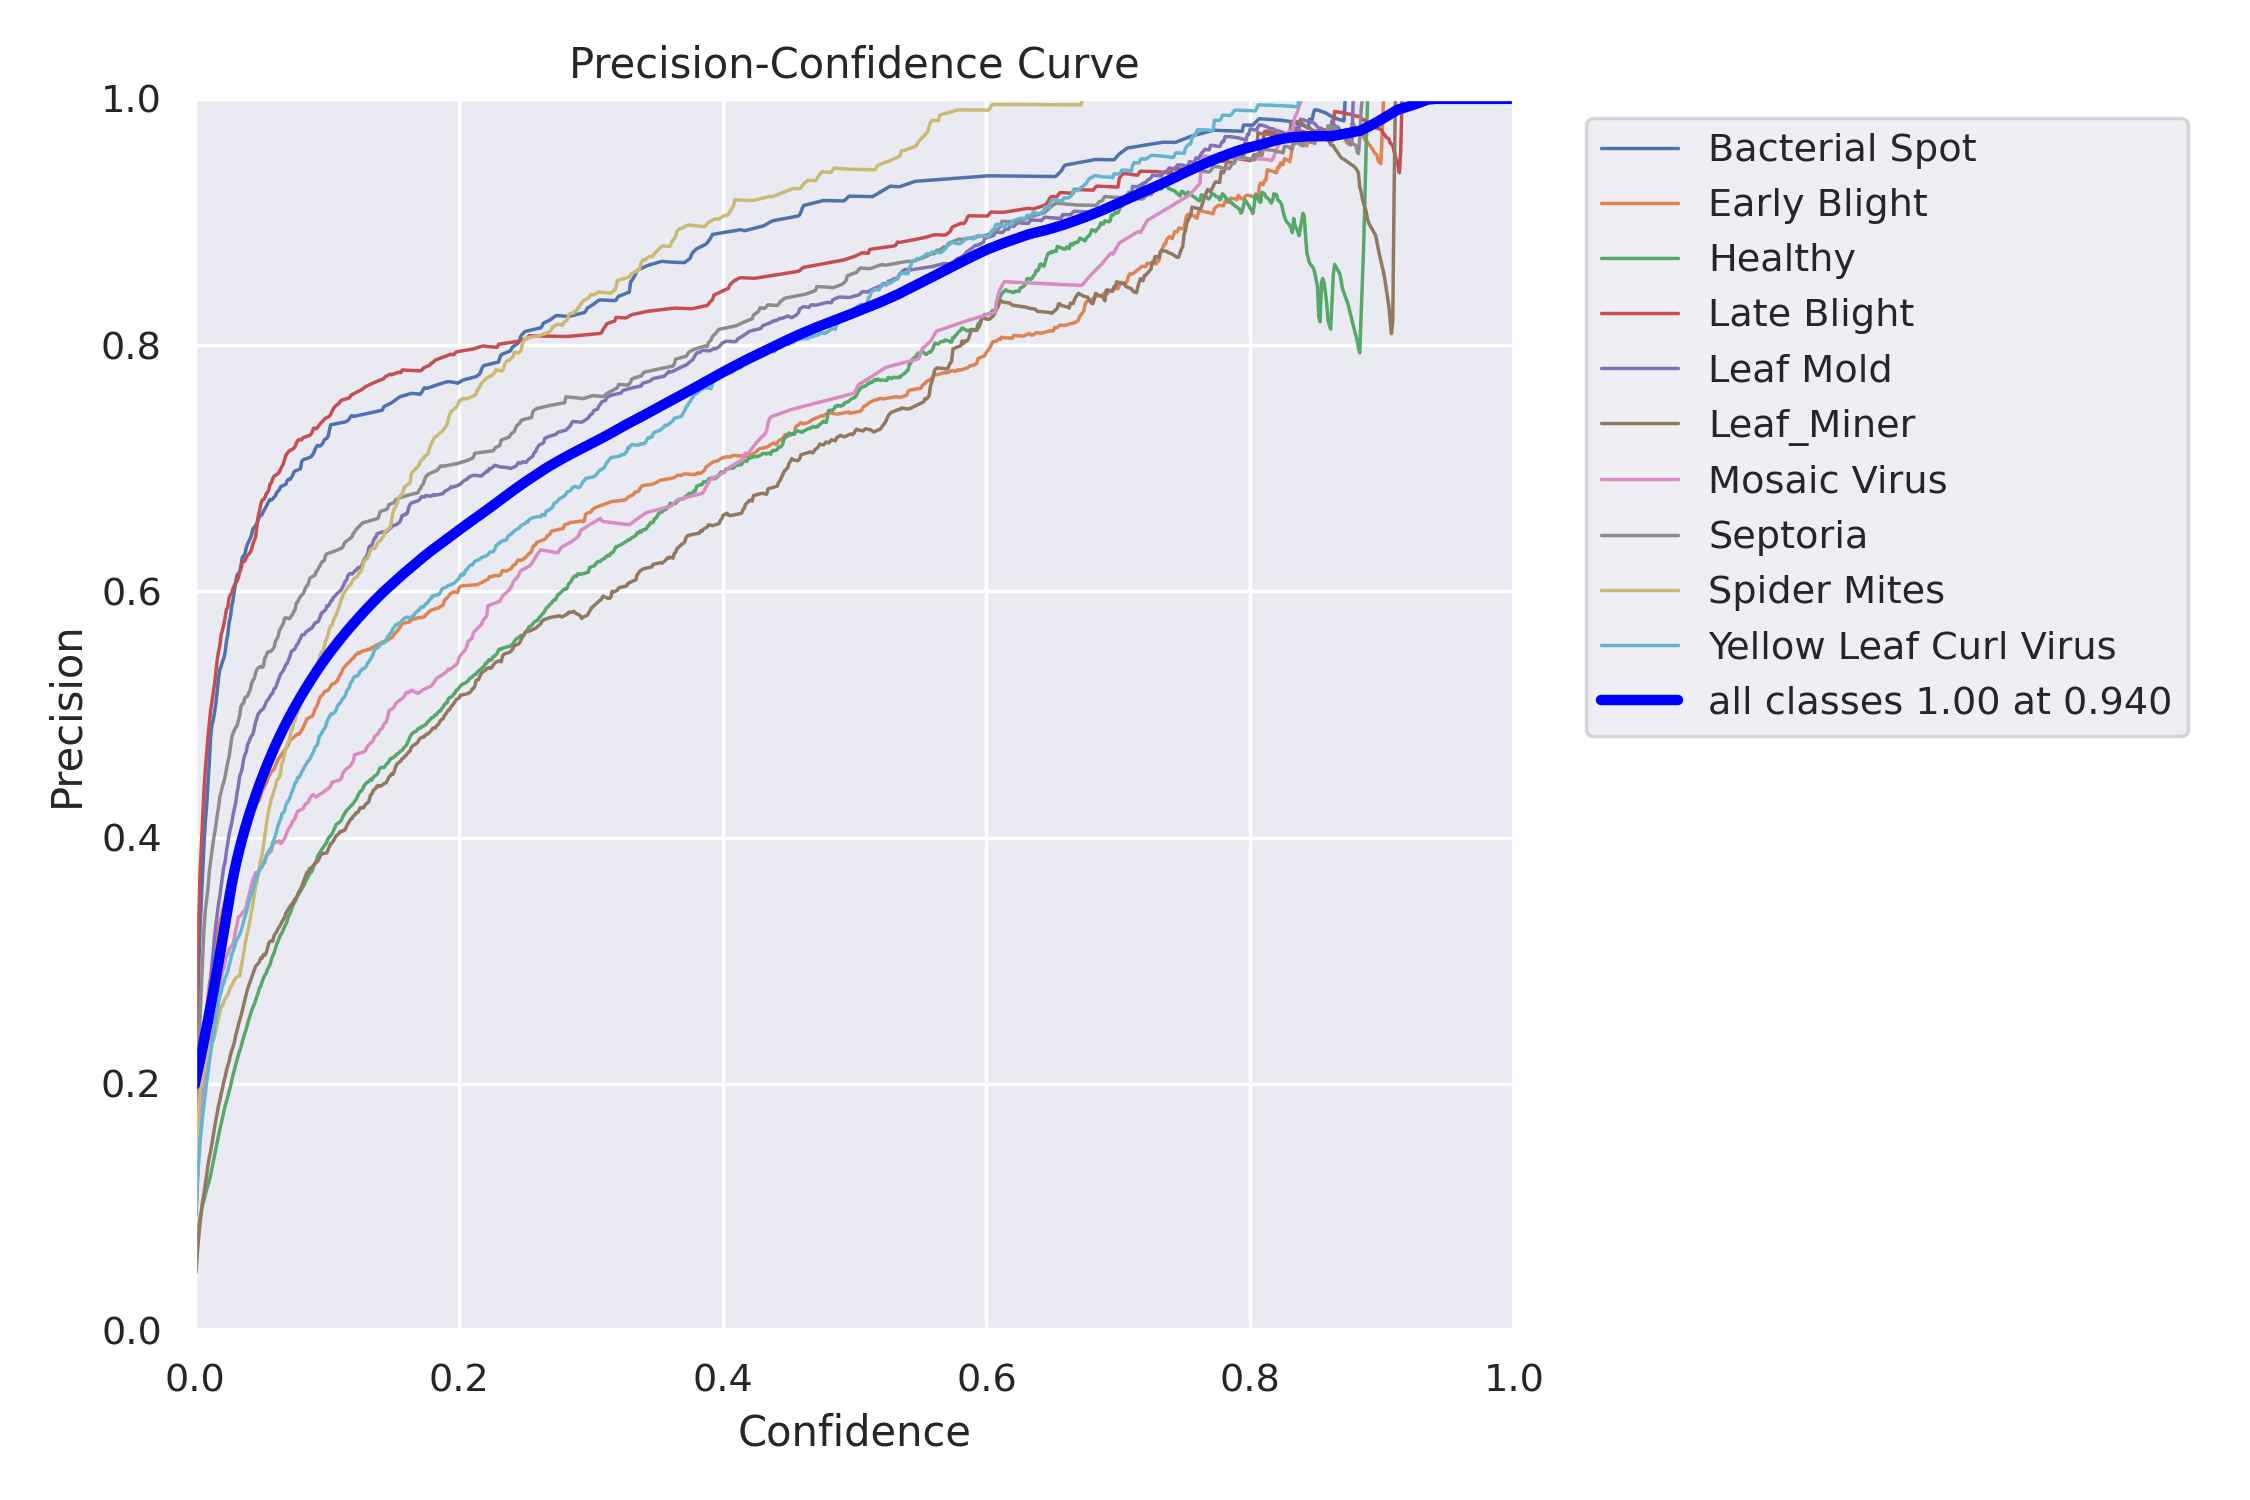 Precision-Confidence Curve
1.0
0.8
0.6
0.4
0.2
0.0
Precision
0.0 0.2 0.4 0.6 0.8 1.0
Confidence
Bacterial Spot
Early Blight
Healthy
Late Blight
Leaf Mold
Leaf_Miner
Mosaic Virus
Septoria
Spider Mites
Yellow Leaf Curl Virus
all classes 1.00 at 0.940